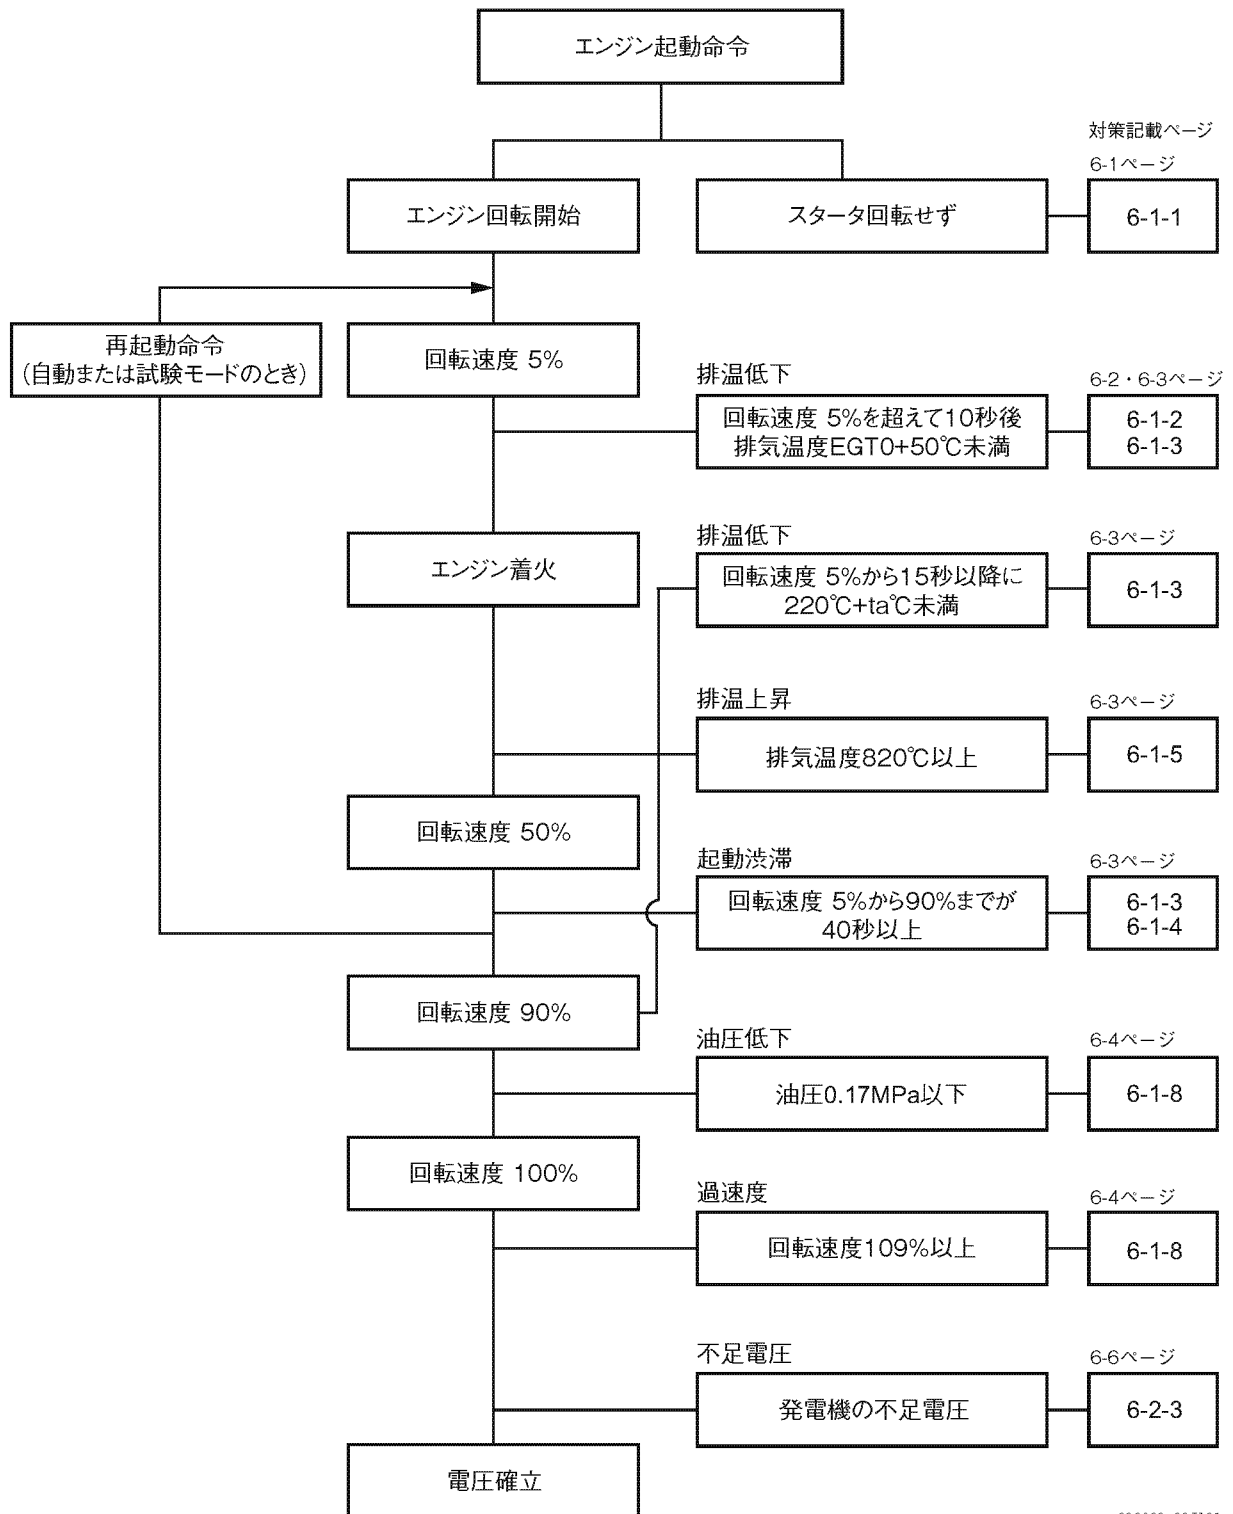 エンジン起動命令
対策記載ページ
6-1ページ
エンジン回転開始
スタータ回転せず
6-1-1
再起動命令
(自動または試験モードのとき)
回転速度 5%
排温低下
6-2・6-3ページ
回転速度 5%を超えて10秒後
排気温度EGT0+50℃未満
6-1-2
6-1-3
エンジン着火
排温低下
6-3ページ
回転速度 5%から15秒以降に
220℃+ta℃未満
6-1-3
排温上昇
6-3ページ
排気温度820℃以上
6-1-5
回転速度 50%
起動渋滞
6-3ページ
回転速度 5%から90%までが
40秒以上
6-1-3
6-1-4
回転速度 90%
油圧低下
6-4ページ
油圧0.17MPa以下
6-1-8
回転速度 100%
過速度
6-4ページ
回転速度109%以上
6-1-8
不足電圧
6-6ページ
発電機の不足電圧
6-2-3
電圧確立